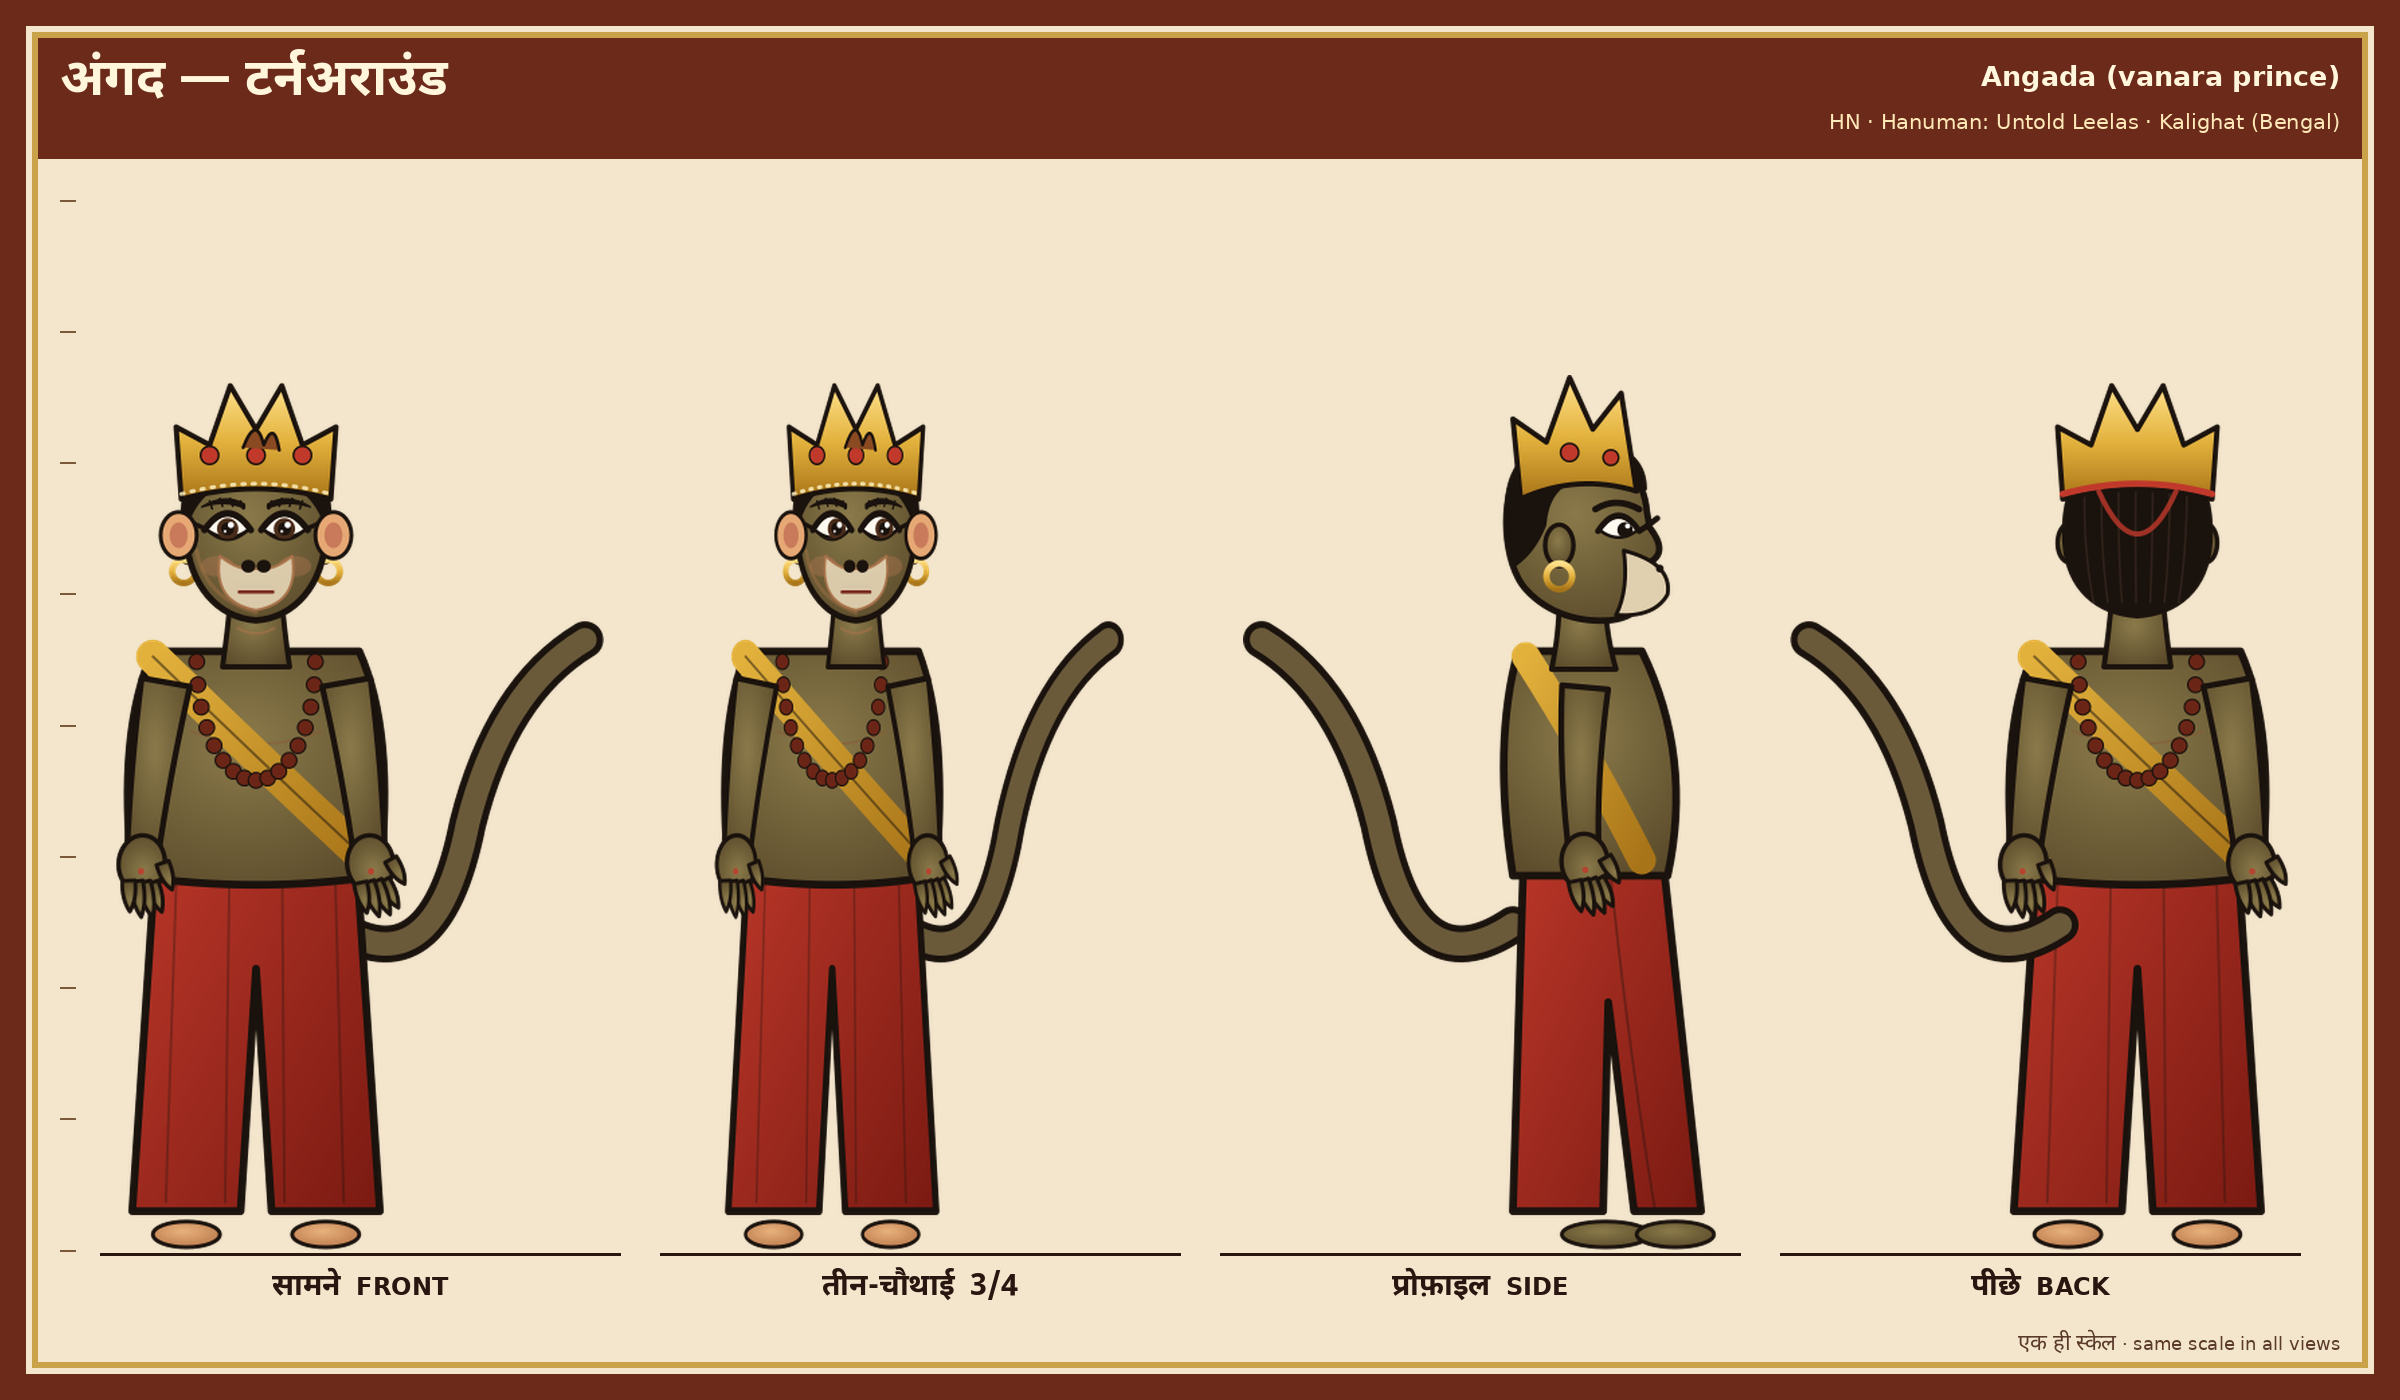 अंगद — टर्नअराउंड
Angada (vanara prince)
HN · Hanuman: Untold Leelas · Kalighat (Bengal)
सामने FRONT
तीन-चौथाई 3/4
प्रोफ़ाइल SIDE
पीछे BACK
एक ही स्केल · same scale in all views